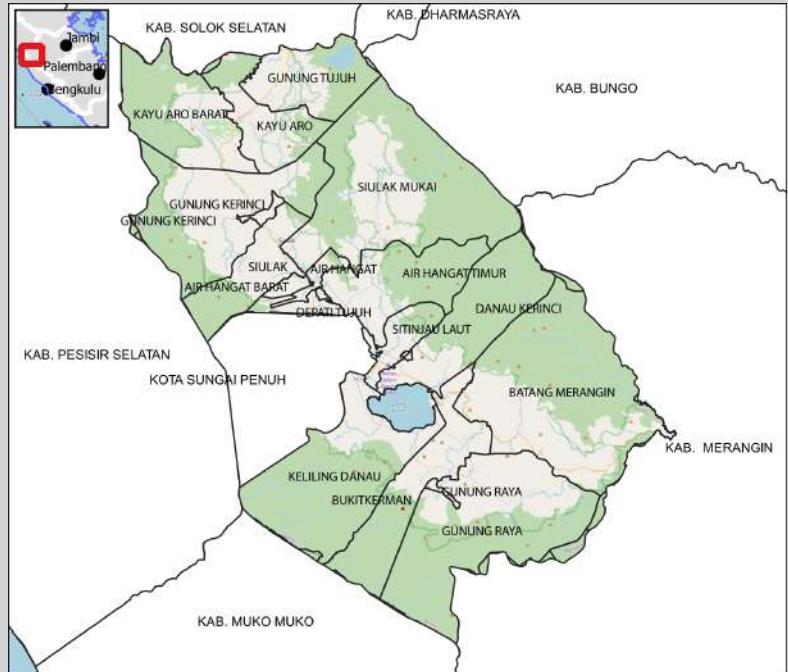 KAB. DHARMASRAYA
KAB. SOLOK SELATAN
Jambi
Palembang
Bengkulu
GUNUNG TUJUH
KAB. BUNGO
KAYU ARO BARAT
KAYU ARO
SIULAK MUKAI
GUNUNG KERINCI
GUNUNG KERINCI
SIULAK
AIR HANGAT
AIR HANGAT TIMUR
AIR HANGAT BARAT
DANAU KERINCI
DEPATI TUJUH
SITINJAU LAUT
KAB. PESISIR SELATAN
KOTA SUNGAI PENUH
BATANG MERANGIN
KAB. MERANGIN
KELILING DANAU
BUKITKERMAN
GUNUNG RAYA
GUNUNG RAYA
KAB. MUKO MUKO